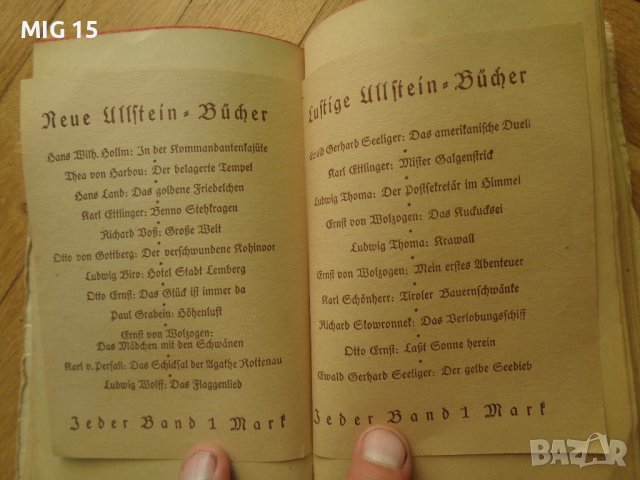 MIG 15
Neue Ullstein-Bücher
Hans Wilh. Hollm: In der Kommandantenkajüte
Thea von Harbou: Der belagerte Tempel
Hans Land: Das goldene Friedelchen
Karl Ettlinger: Benno Stehkragen
Richard Voß: Große Welt
Otto von Gottberg: Der verschwundene Kohinoor
Ludwig Biro: Hotel Stadt Lemberg
Otto Ernst: Das Glück ist immer da
Paul Grabein: Höhenluft
Ernst von Wolzogen:
Das Mädchen mit den Schwänen
Karl v. Perfall: Das Schicksal der Agathe Rottenau
Ludwig Wolff: Das Flaggenlied
Jeder Band 1 Mark
Lustige Ullstein-Bücher
Ewald Gerhard Seeliger: Das amerikanische Duell
Karl Ettlinger: Mister Galgenstrick
Ludwig Thoma: Der Postsekretär im Himmel
Ernst von Wolzogen: Das Kuckucksei
Ludwig Thoma: Krawall
Ernst von Wolzogen: Mein erstes Abenteuer
Karl Schönherr: Tiroler Bauernschwänke
Richard Skowronnek: Das Verlobungsschiff
Otto Ernst: Laßt Sonne herein
Ewald Gerhard Seeliger: Der gelbe Seedieb
Jeder Band 1 Mark
BAZAR